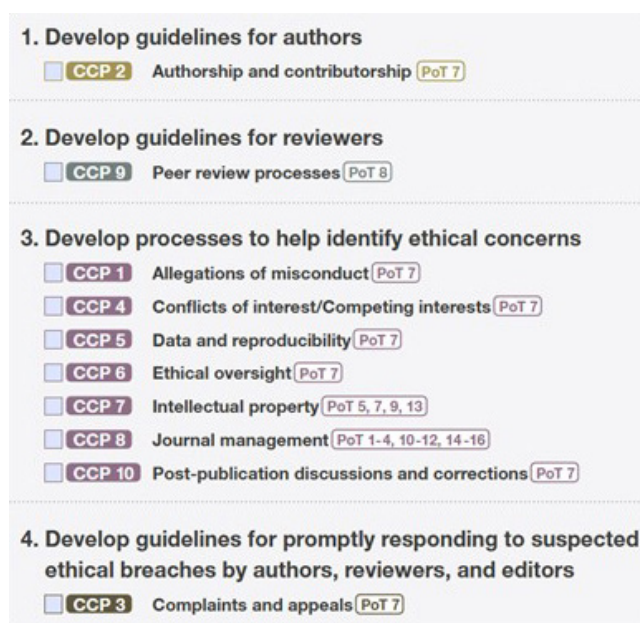 1. Develop guidelines for authors
CCP 2 Authorship and contributorship PoT 7
2. Develop guidelines for reviewers
CCP 9 Peer review processes PoT 8
3. Develop processes to help identify ethical concerns
CCP 1 Allegations of misconduct PoT 7
CCP 4 Conflicts of interest/Competing interests PoT 7
CCP 5 Data and reproducibility PoT 7
CCP 6 Ethical oversight PoT 7
CCP 7 Intellectual property PoT 5, 7, 9, 13
CCP 8 Journal management PoT 1-4, 10-12, 14-16
CCP 10 Post-publication discussions and corrections PoT 7
4. Develop guidelines for promptly responding to suspected
ethical breaches by authors, reviewers, and editors
CCP 3 Complaints and appeals PoT 7